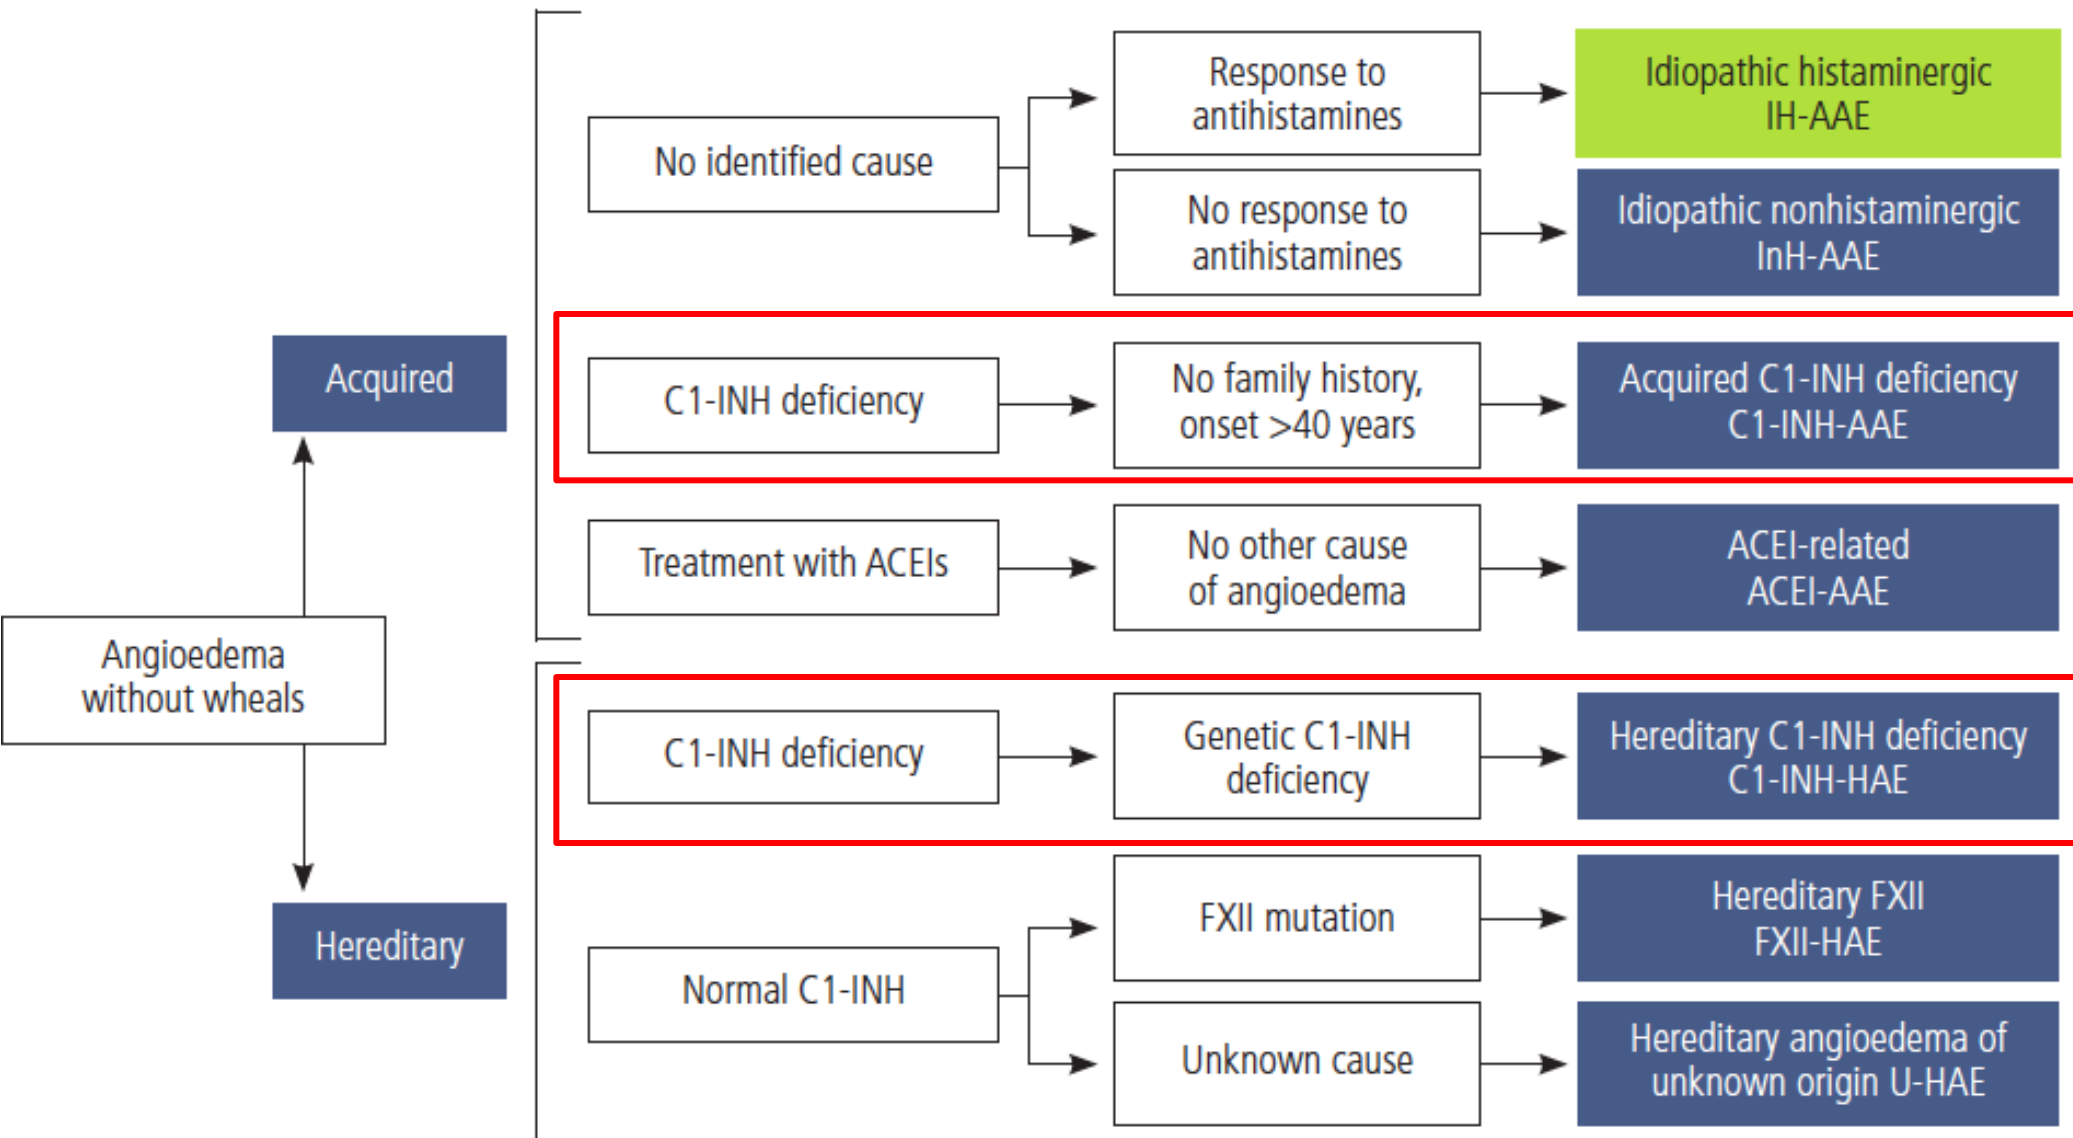 Response to
antihistamines
Idiopathic histaminergic
IH-AAE
No identified cause
No response to
antihistamines
Idiopathic nonhistaminergic
InH-AAE
Acquired
C1-INH deficiency
No family history,
onset >40 years
Acquired C1-INH deficiency
C1-INH-AAE
Treatment with ACEIs
No other cause
of angioedema
ACEI-related
ACEI-AAE
Angioedema
without wheals
C1-INH deficiency
Genetic C1-INH
deficiency
Hereditary C1-INH deficiency
C1-INH-HAE
Hereditary
Normal C1-INH
FXII mutation
Hereditary FXII
FXII-HAE
Unknown cause
Hereditary angioedema of
unknown origin U-HAE